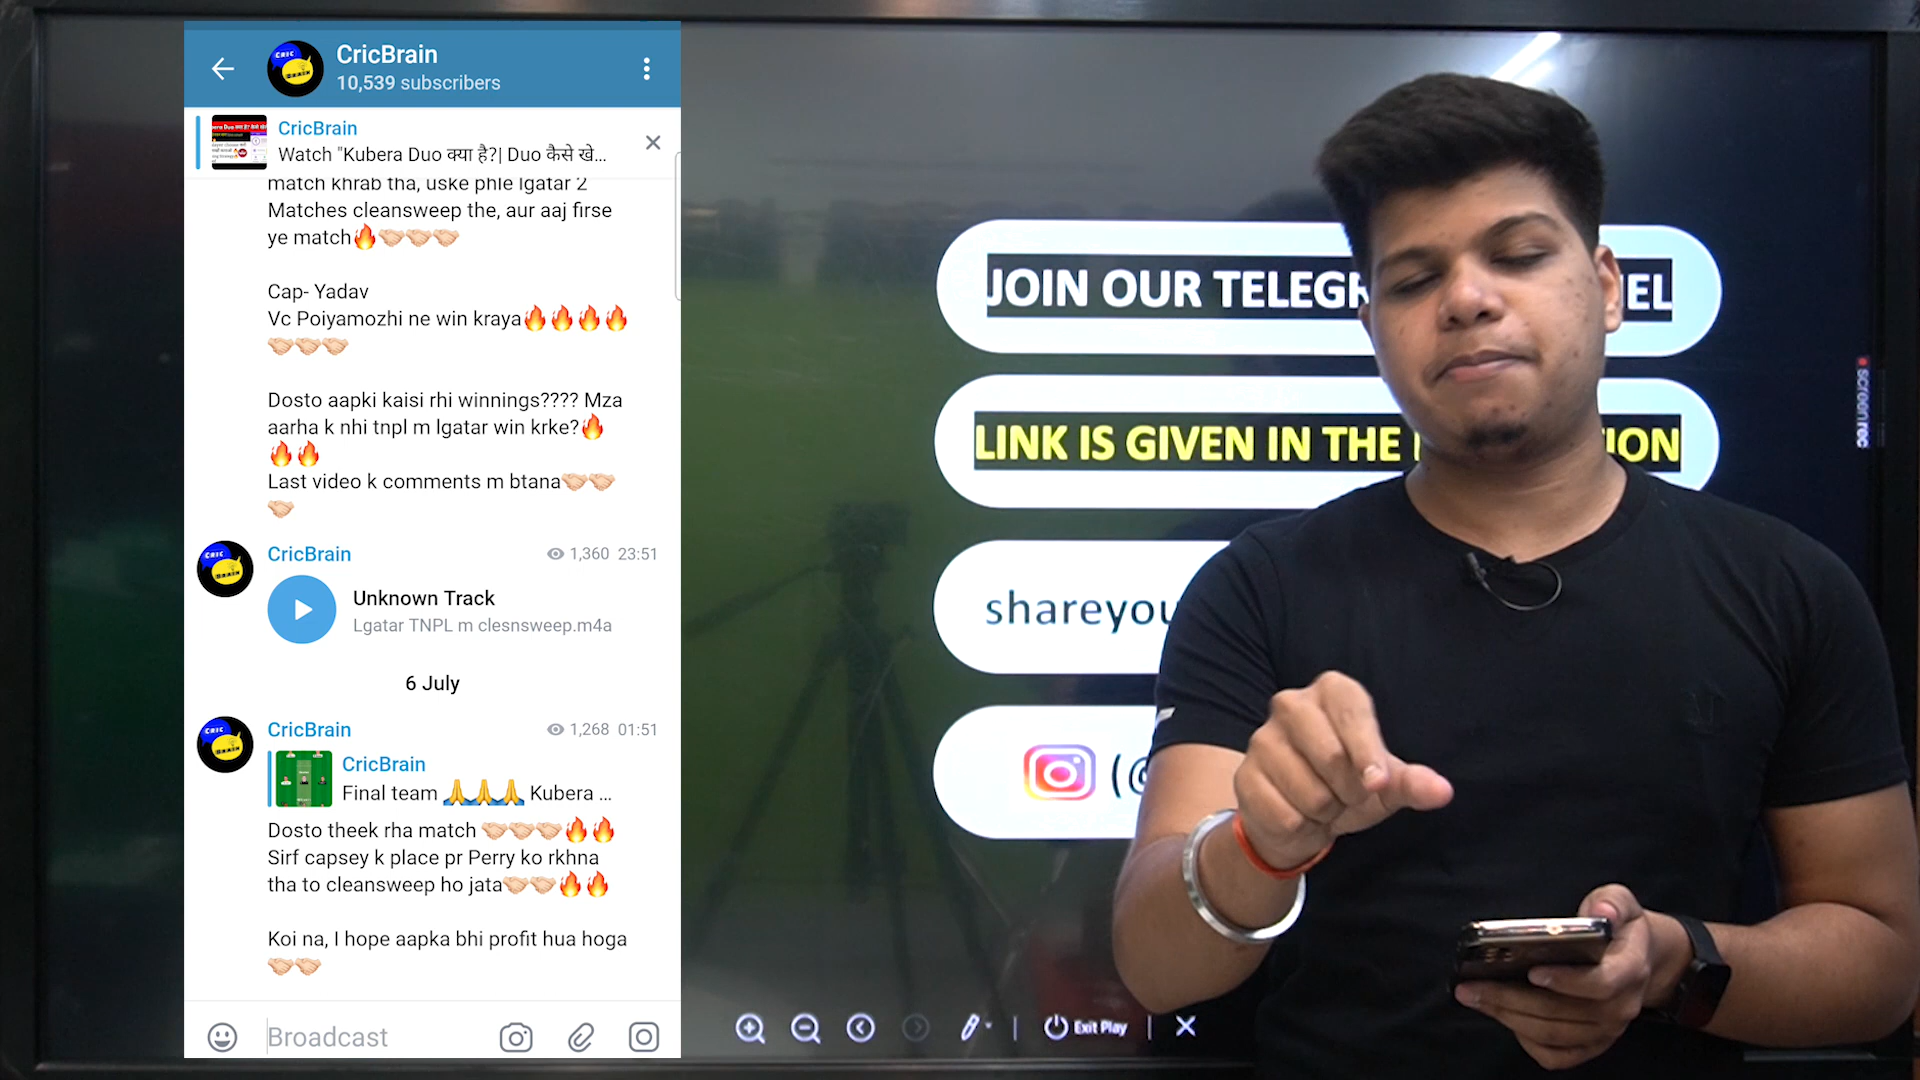 CricBrain
10,539 subscribers
CricBrain
Watch "Kubera Duo क्या है?| Duo कैसे खे...
match khrab tha, uske phle lgatar 2
Matches cleansweep the, aur aaj firse
ye match🔥🤝🏻🤝🏻🤝🏻
Cap- Yadav
Vc Poiyamozhi ne win kraya🔥🔥🔥🔥
🤝🏻🤝🏻🤝🏻
Dosto aapki kaisi rhi winnings???? Mza
aarha k nhi tnpl m lgatar win krke?🔥
🔥🔥
Last video k comments m btana🤝🏻🤝🏻
🤝🏻
CricBrain 1,360 23:51
Unknown Track
Lgatar TNPL m clesnsweep.m4a
6 July
CricBrain 1,268 01:51
CricBrain
Final team 🙏🙏🙏 Kubera ...
Dosto theek rha match 🤝🏻🤝🏻🤝🏻🔥🔥
Sirf capsey k place pr Perry ko rkhna
tha to cleansweep ho jata🤝🏻🤝🏻🔥🔥
Koi na, I hope aapka bhi profit hua hoga
🤝🏻🤝🏻
Broadcast
JOIN OUR TELEGR EL
LINK IS GIVEN IN THE ION
shareyou
(@
Exit Play
screenrec